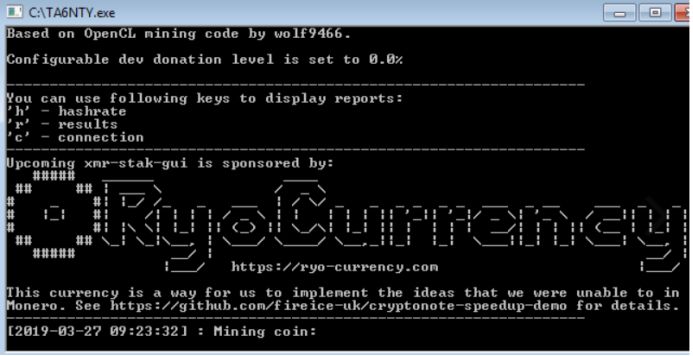 C:\TA6NTY.exe
Based on OpenCL mining code by wolf9466.
Configurable dev donation level is set to 0.0%
You can use following keys to display reports:
'h' - hashrate
'r' - results
'c' - connection
Upcoming xmr-stak-gui is sponsored by:
RyoCurrency
https://ryo-currency.com
This currency is a way for us to implement the ideas that we were unable to in
Monero. See https://github.com/fireice-uk/cryptonote-speedup-demo for details.
[2019-03-27 09:23:32] : Mining coin: